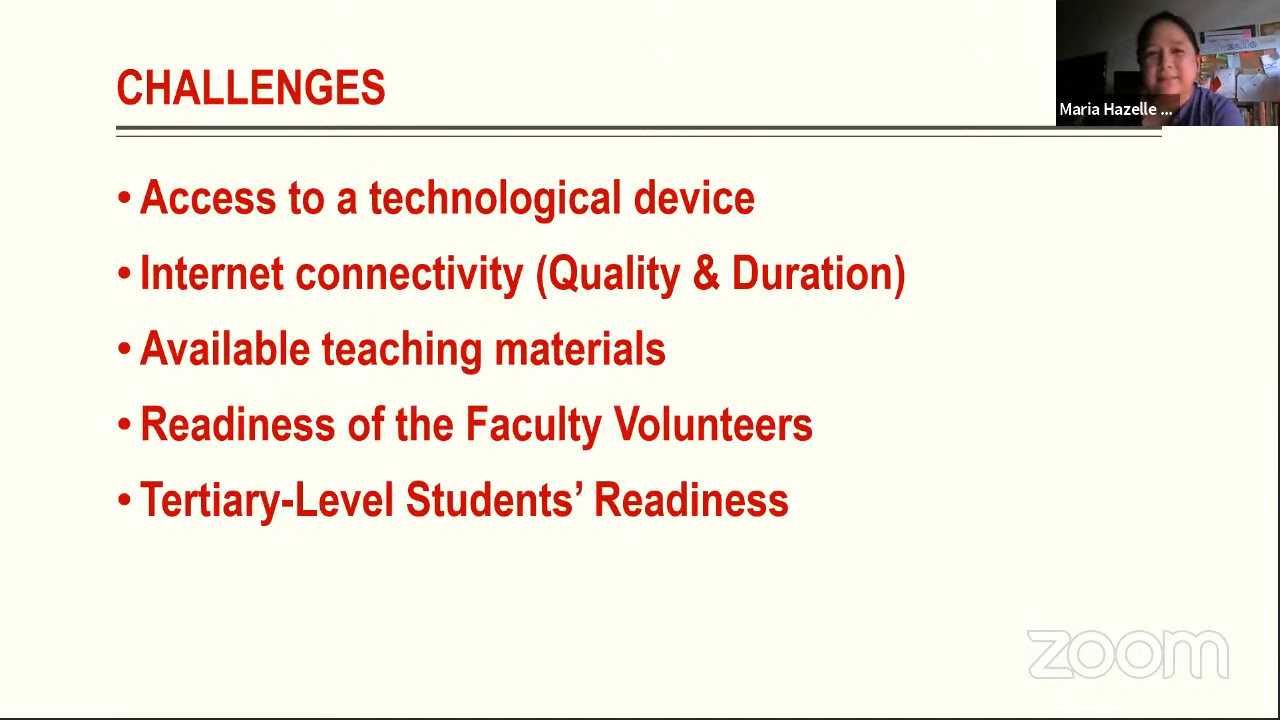 CHALLENGES
Maria Hazelle ...
• Access to a technological device
• Internet connectivity (Quality & Duration)
• Available teaching materials
• Readiness of the Faculty Volunteers
• Tertiary-Level Students’ Readiness
zoom